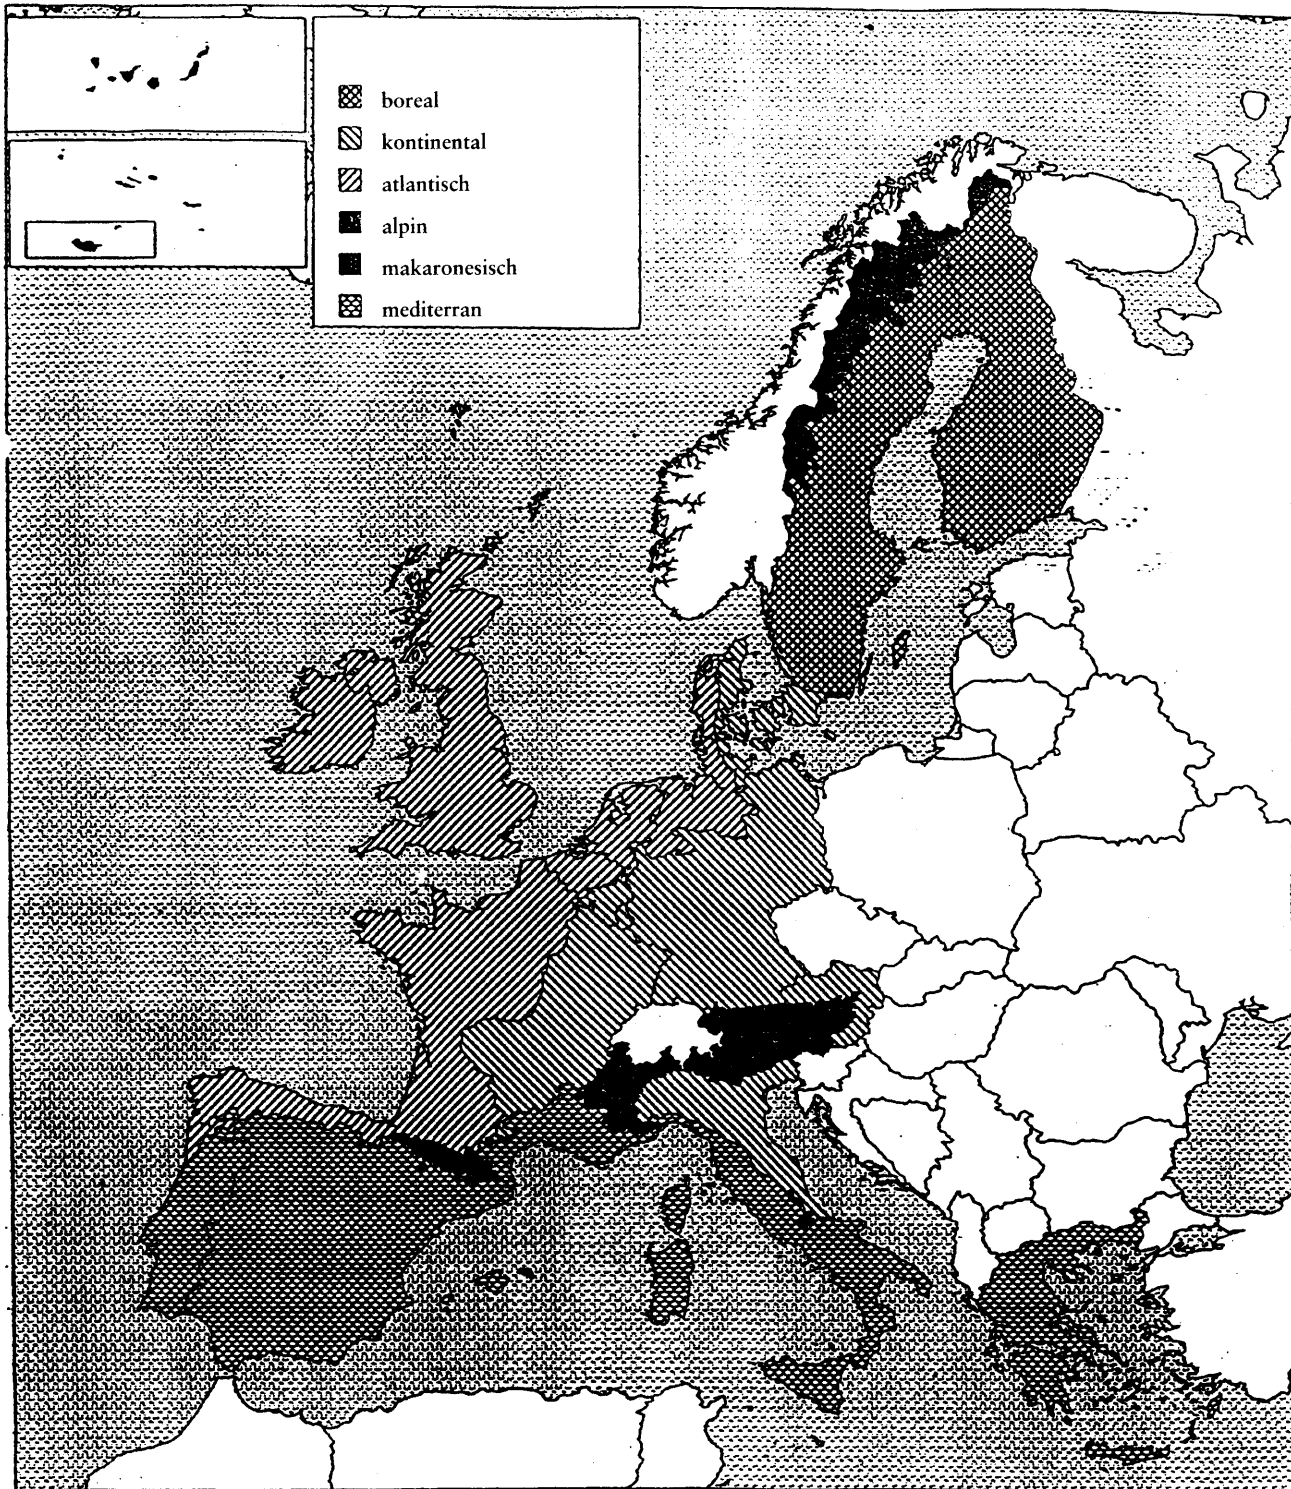 boreal
kontinental
atlantisch
alpin
makaronesisch
mediterran